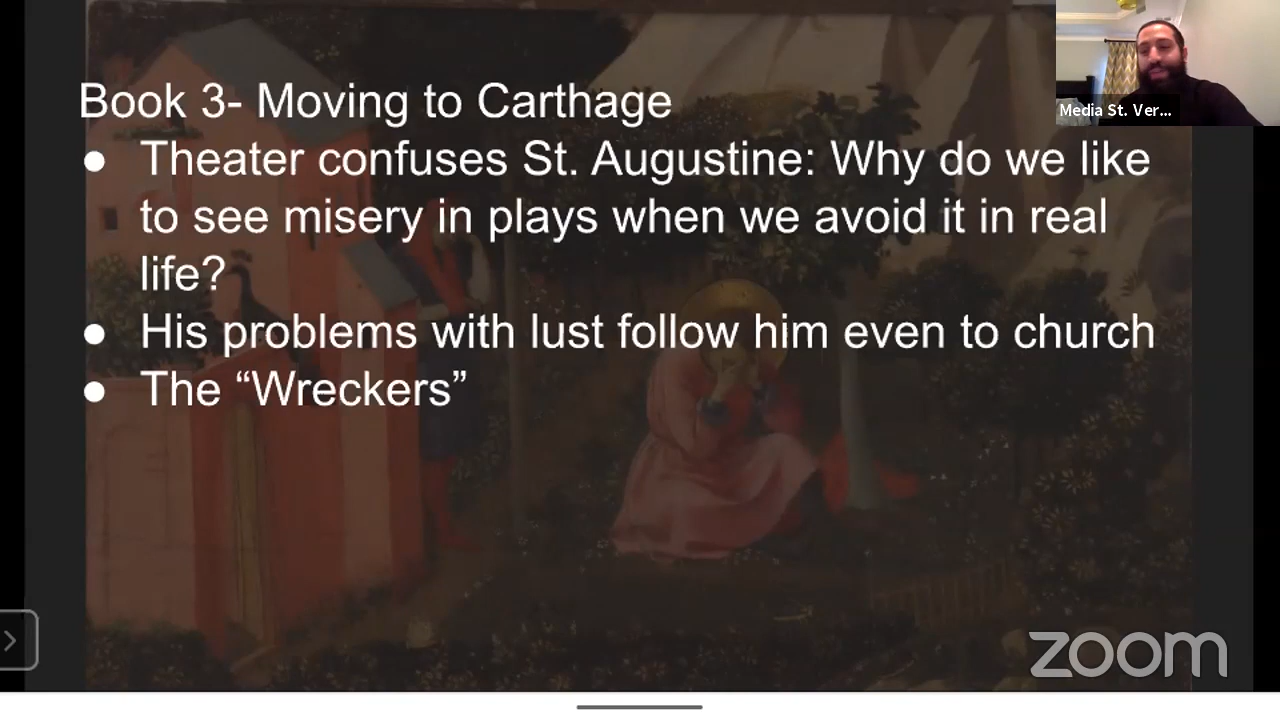 Media St. Ver...
Book 3- Moving to Carthage
● Theater confuses St. Augustine: Why do we like
to see misery in plays when we avoid it in real
life?
● His problems with lust follow him even to church
● The “Wreckers”
zoom